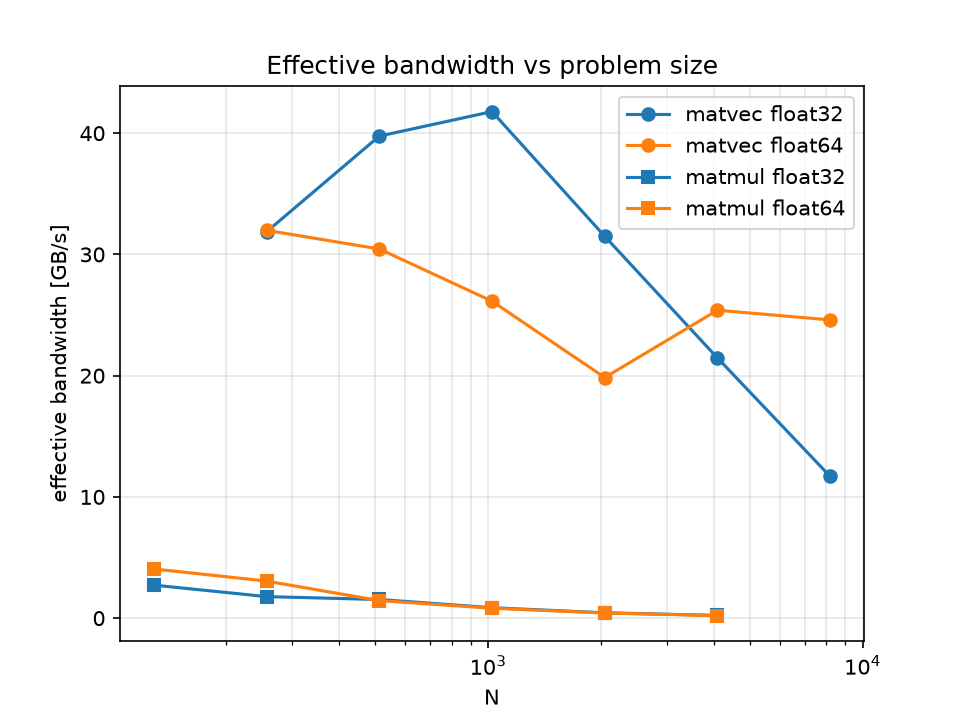 Effective bandwidth vs problem size
effective bandwidth [GB/s]
40
30
20
10
0
matvec float32
matvec float64
matmul float32
matmul float64
10³
10⁴
N